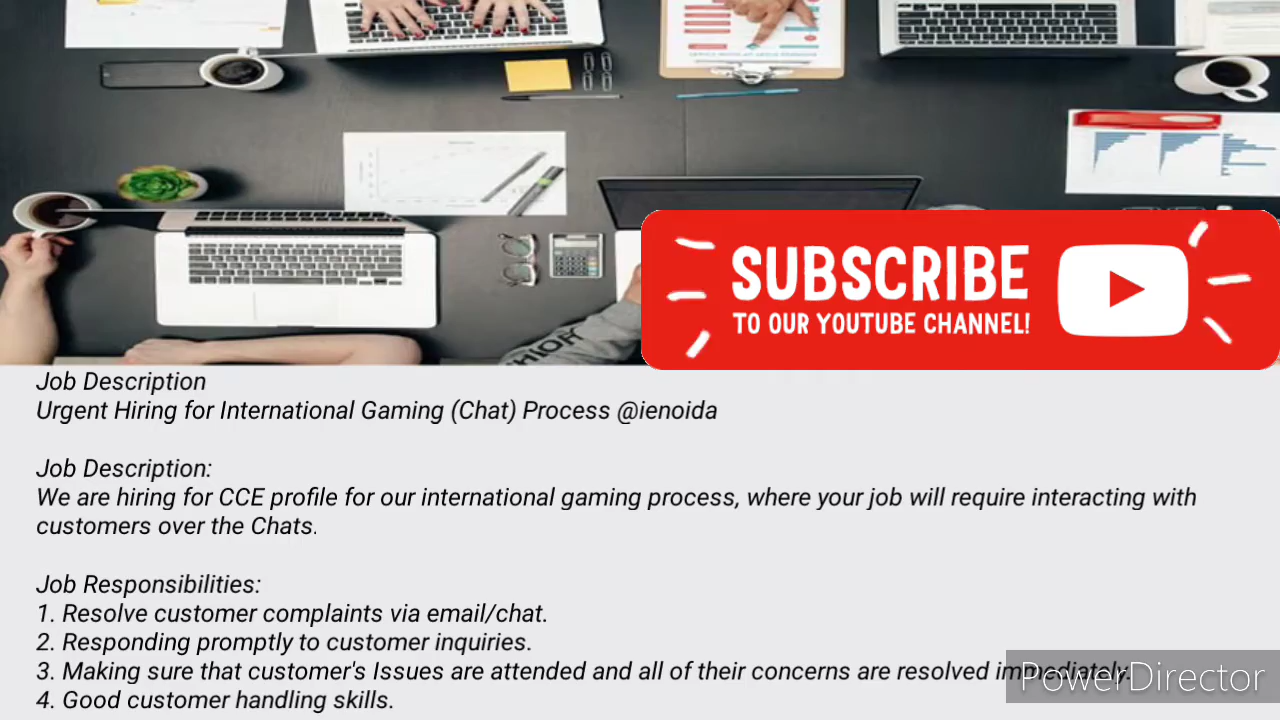 SUBSCRIBE
TO OUR YOUTUBE CHANNEL!
Job Description
Urgent Hiring for International Gaming (Chat) Process @ienoida
Job Description:
We are hiring for CCE profile for our international gaming process, where your job will require interacting with
customers over the Chats.
Job Responsibilities:
1. Resolve customer complaints via email/chat.
2. Responding promptly to customer inquiries.
3. Making sure that customer's Issues are attended and all of their concerns are resolved immediately.
4. Good customer handling skills.
PowerDirector